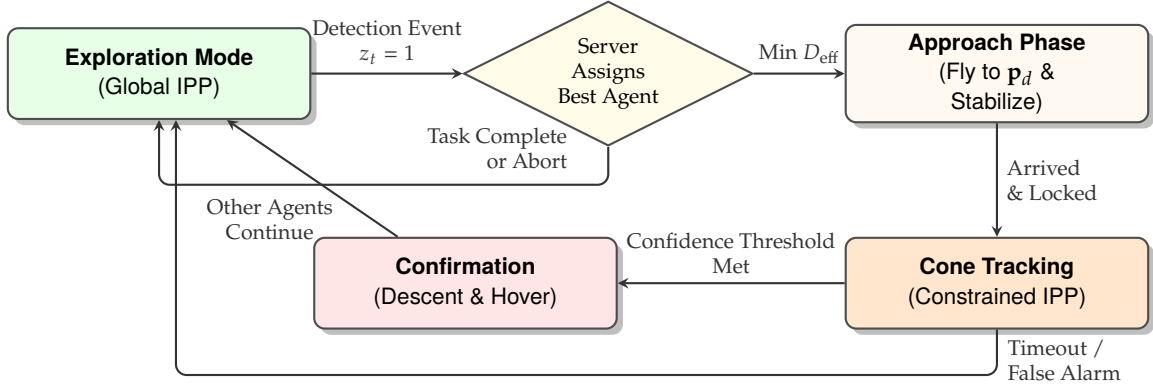 Exploration Mode
(Global IPP)
Detection Event
z_t = 1
Server
Assigns
Best Agent
Min D_eff
Approach Phase
(Fly to p_d &
Stabilize)
Task Complete
or Abort
Arrived
& Locked
Other Agents
Continue
Confirmation
(Descent & Hover)
Confidence Threshold
Met
Cone Tracking
(Constrained IPP)
Timeout /
False Alarm